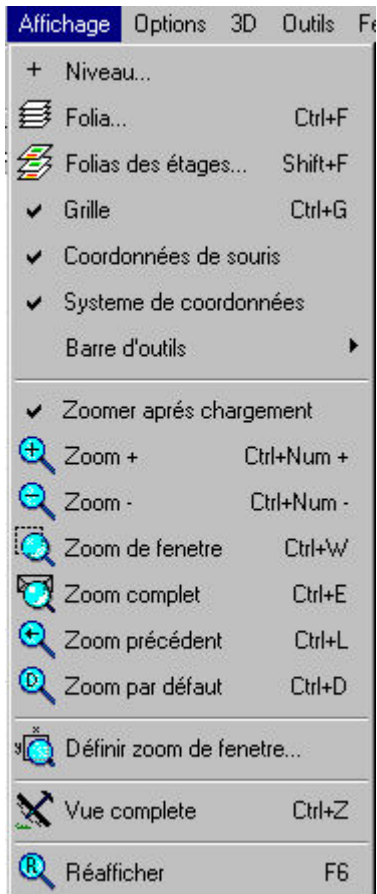 Affichage Options 3D Outils
+ Niveau...
Folia... Ctrl+F
Folias des étages... Shift+F
Grille Ctrl+G
Coordonnées de souris
Systeme de coordonnées
Barre d'outils
Zoomer aprés chargement
Zoom + Ctrl+Num +
Zoom - Ctrl+Num -
Zoom de fenetre Ctrl+W
Zoom complet Ctrl+E
Zoom précédent Ctrl+L
D Zoom par défaut Ctrl+D
x
y Définir zoom de fenetre...
Vue complete Ctrl+Z
R Réafficher F6